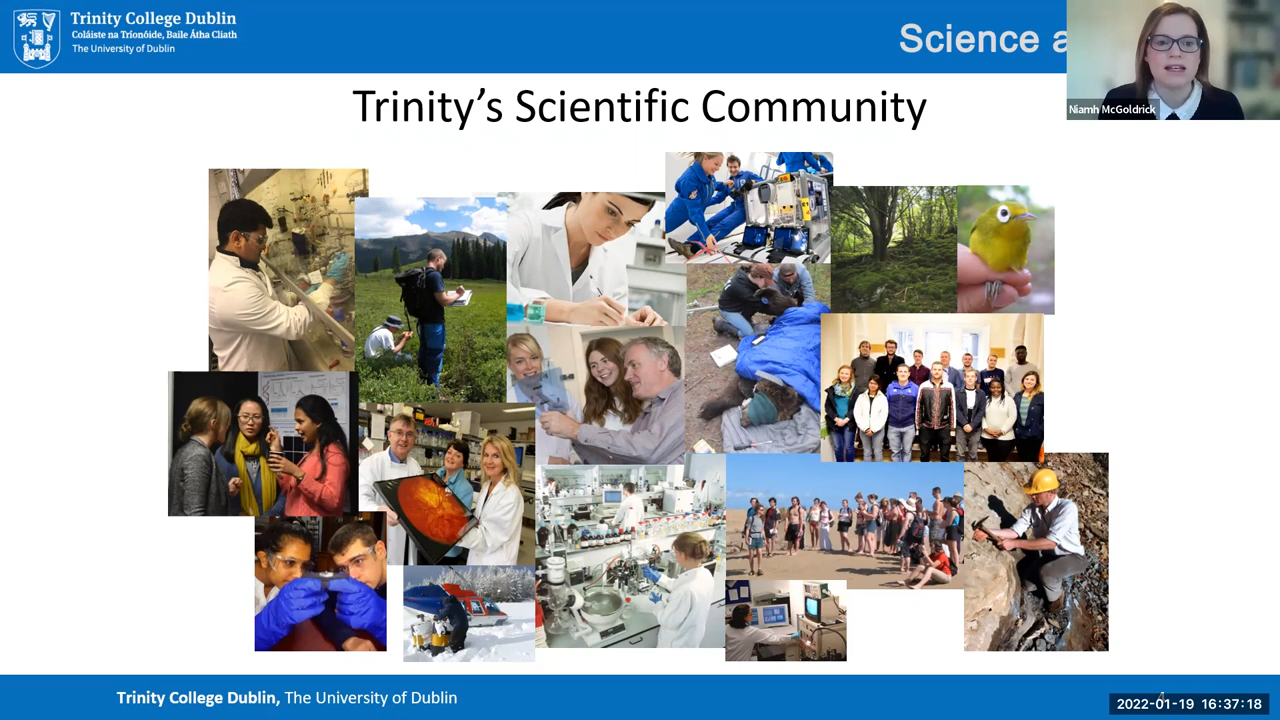 Trinity College Dublin
Coláiste na Tríonóide, Baile Átha Cliath
The University of Dublin
Science a
Niamh McGoldrick
Trinity's Scientific Community
Trinity College Dublin, The University of Dublin
4
2022-01-19 16:37:18